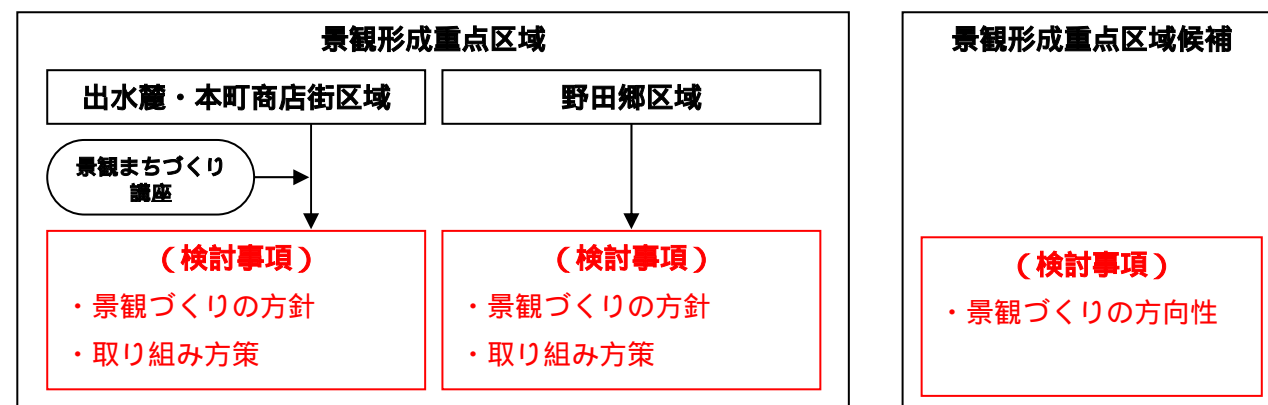 景観形成重点区域
出水麓・本町商店街区域
野田郷区域
景観まちづくり
講座
（検討事項）
・景観づくりの方針
・取り組み方策
（検討事項）
・景観づくりの方針
・取り組み方策
景観形成重点区域候補
（検討事項）
・景観づくりの方向性